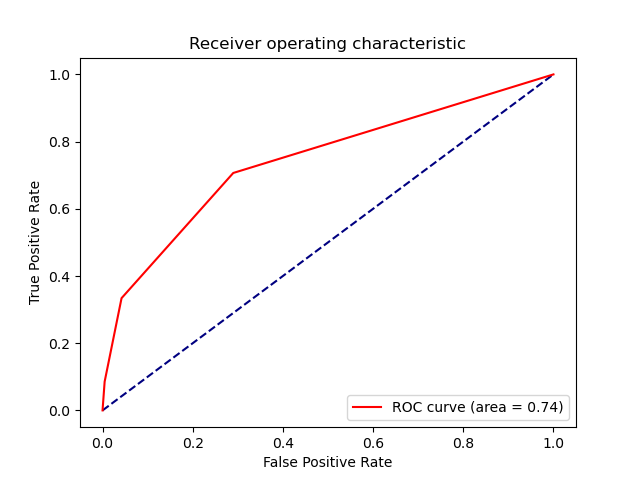 Receiver operating characteristic
True Positive Rate
1.0
0.8
0.6
0.4
0.2
0.0
ROC curve (area = 0.74)
0.0 0.2 0.4 0.6 0.8 1.0
False Positive Rate